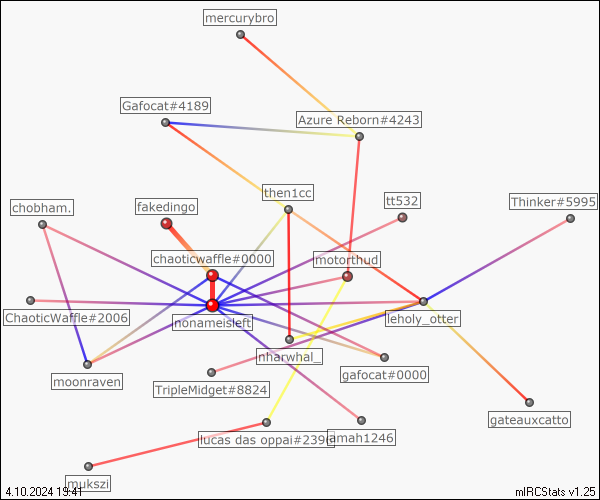 mercurybro
Gafocat#4189
Azure Reborn#4243
then1cc
tt532
Thinker#5995
chobham.
fakedingo
chaoticwaffle#0000
motorthud
ChaoticWaffle#2006
nonameisleft
leholy_otter
nharwhal_
gafocat#0000
moonraven
TripleMidget#8824
gateauxcatto
lucas das oppai#2396
amah1246
mukszi
4.10.2024 19:41
mIRCStats v1.25